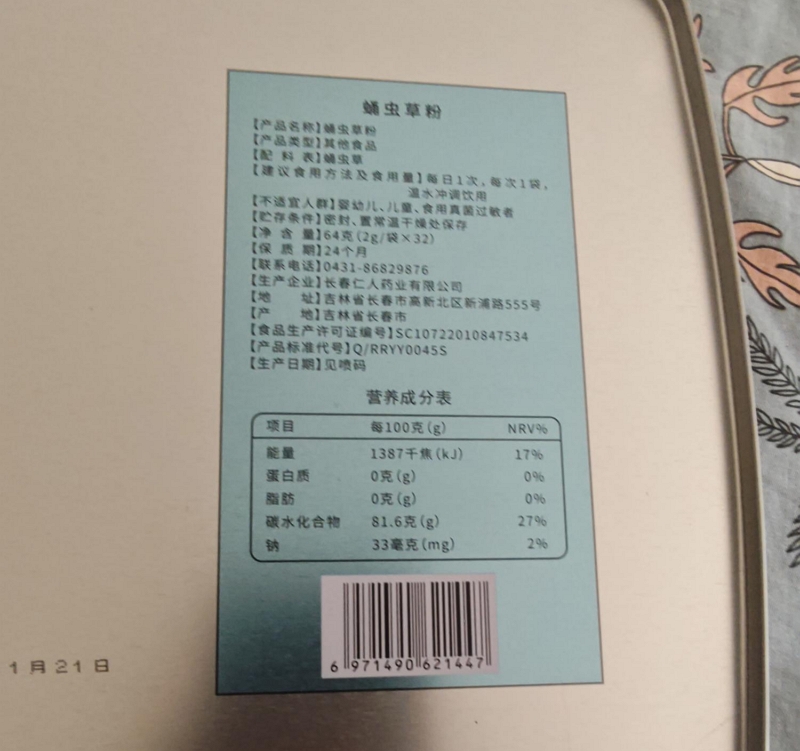 蛹虫草粉
【产品名称】蛹虫草粉
【产品类型】其他食品
【配 料 表】蛹虫草
【建议食用方法及食用量】每日1次，每次1袋，
温水冲调饮用
【不适宜人群】婴幼儿、儿童、食用真菌过敏者
【贮存条件】密封、置常温干燥处保存
【净 含 量】64克（2g/袋×32）
【保 质 期】24个月
【联系电话】0431-86829876
【生产企业】长春仁人药业有限公司
【地 址】吉林省长春市高新北区新浦路555号
【产 地】吉林省长春市
【食品生产许可证编号】SC10722010847534
【产品标准代号】Q/RRYY0045S
【生产日期】见喷码
营养成分表
项目 每100克(g) NRV%
能量 1387千焦(kJ) 17%
蛋白质 0克(g) 0%
脂肪 0克(g) 0%
碳水化合物 81.6克(g) 27%
钠 33毫克(mg) 2%
6 971490 621447
1月21日